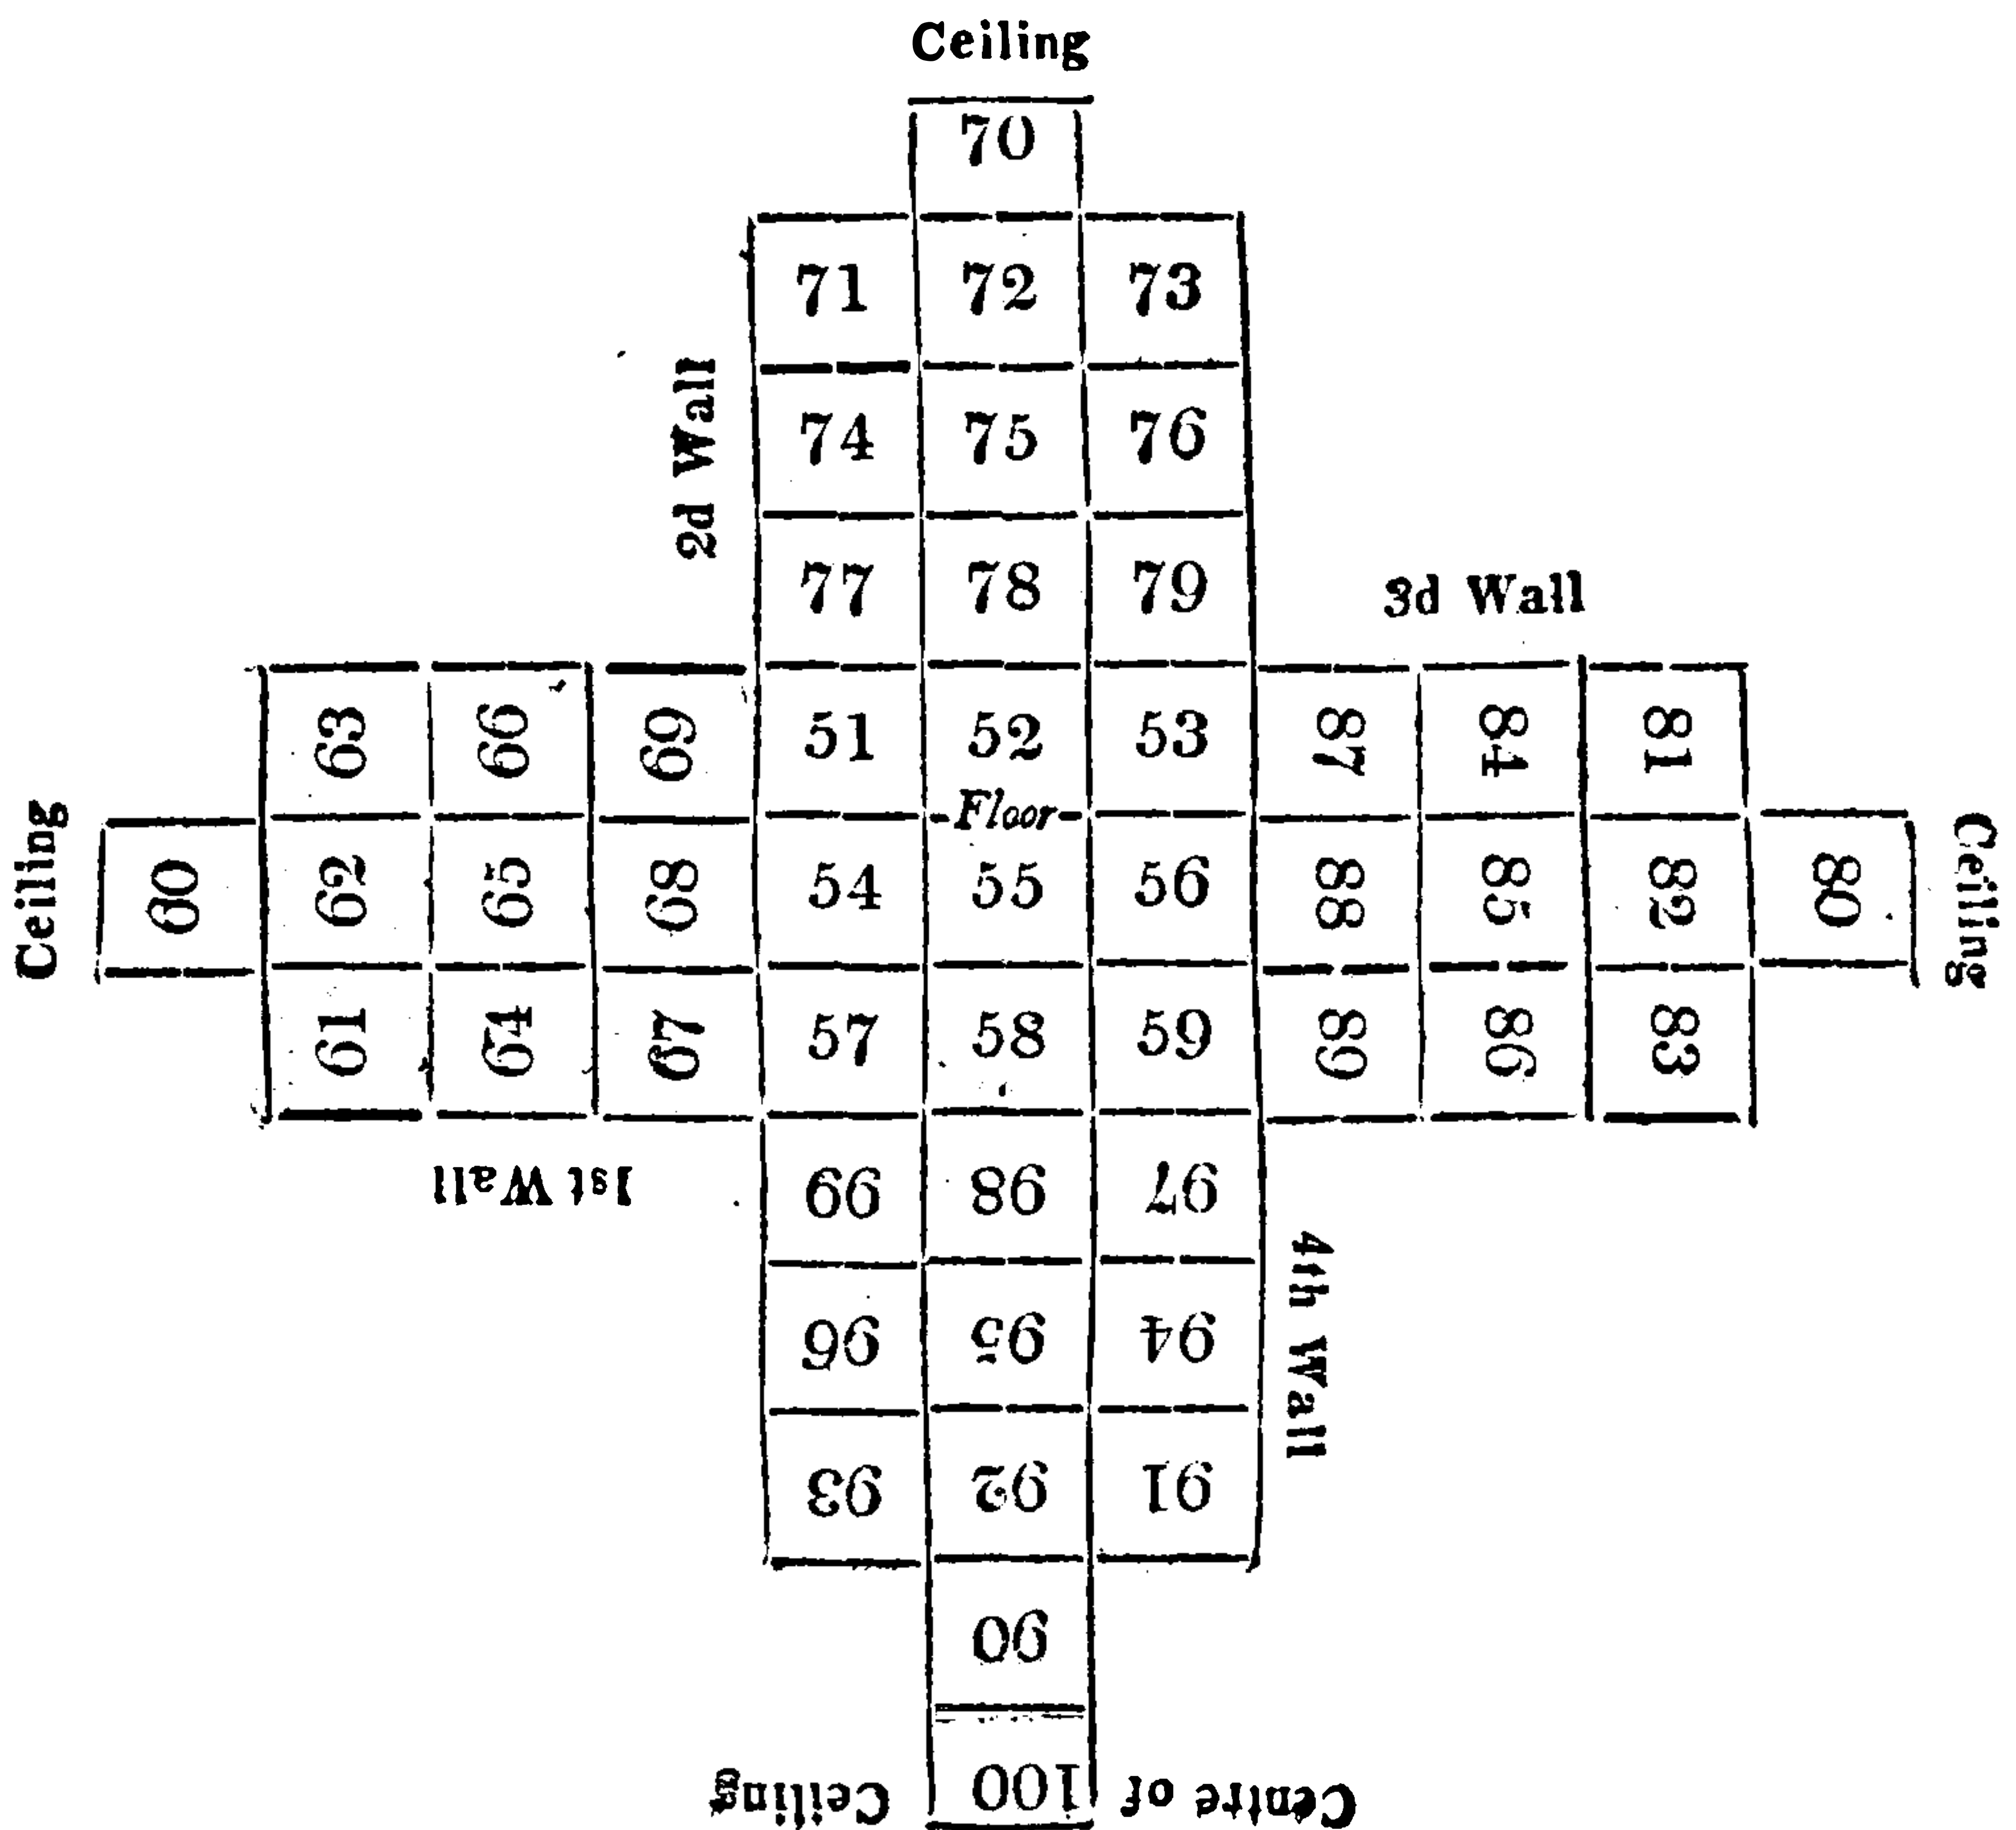 Ceiling
70
71 72 73
2d Wall
74 75 76
77 78 79
3d Wall
63 66 69 51 52 53 87 84 81
Floor
Ceiling
60 62 65 68 54 55 56 88 85 82 80
Ceiling
61 64 67 57 58 59 89 86 83
1st Wall
99 98 97
4th Wall
96 95 94
93 92 91
90
Centre of 100 Ceiling